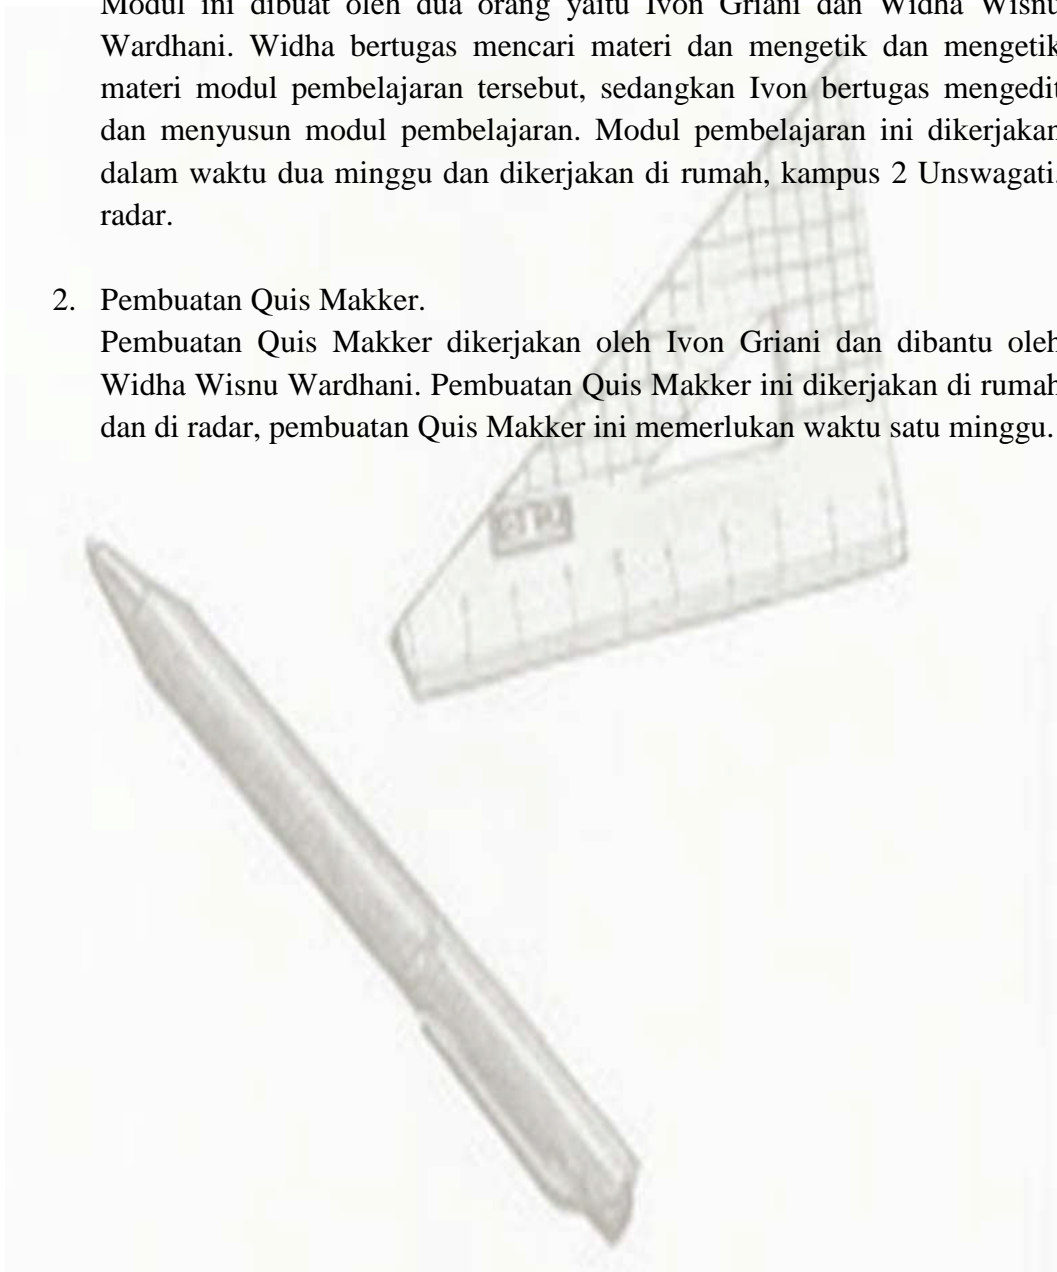 Modul ini dibuat oleh dua orang yaitu Ivon Griani dan Widha Wisnu
Wardhani. Widha bertugas mencari materi dan mengetik dan mengetik
materi modul pembelajaran tersebut, sedangkan Ivon bertugas mengedit
dan menyusun modul pembelajaran. Modul pembelajaran ini dikerjakan
dalam waktu dua minggu dan dikerjakan di rumah, kampus 2 Unswagati,
radar.
2. Pembuatan Quis Makker.
Pembuatan Quis Makker dikerjakan oleh Ivon Griani dan dibantu oleh
Widha Wisnu Wardhani. Pembuatan Quis Makker ini dikerjakan di rumah
dan di radar, pembuatan Quis Makker ini memerlukan waktu satu minggu.